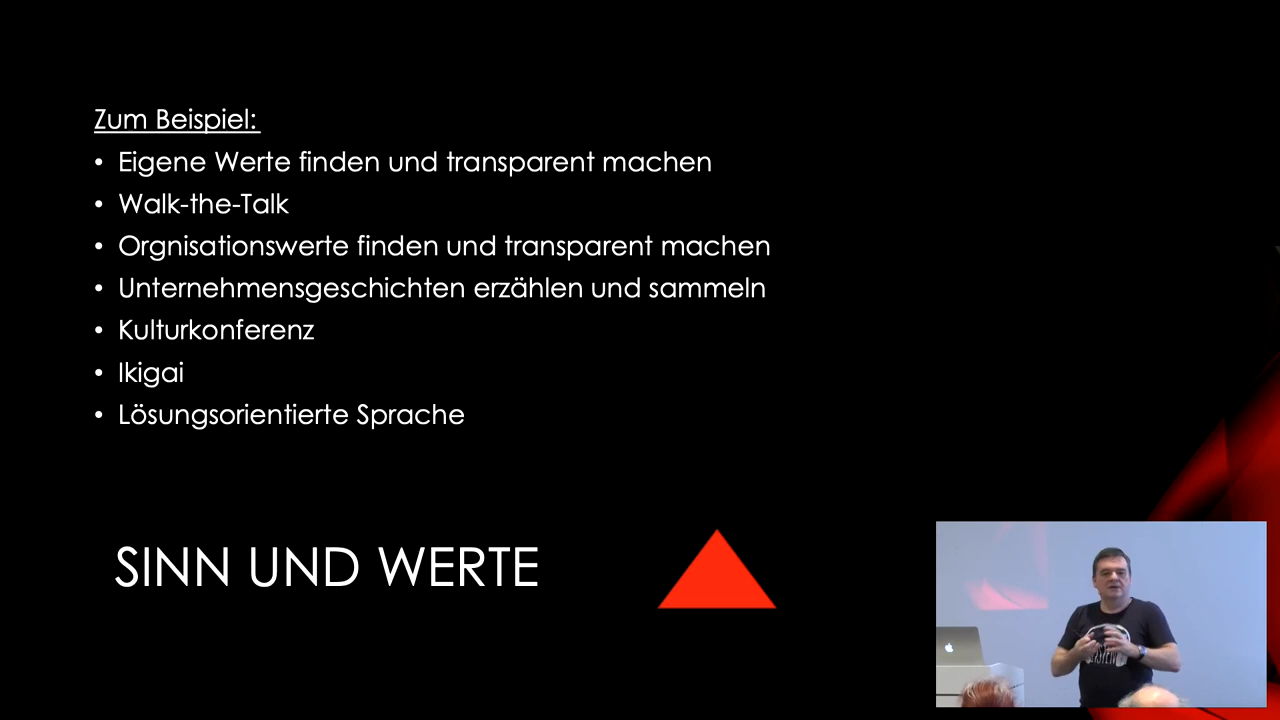 Zum Beispiel:
• Eigene Werte finden und transparent machen
• Walk-the-Talk
• Orgnisationswerte finden und transparent machen
• Unternehmensgeschichten erzählen und sammeln
• Kulturkonferenz
• Ikigai
• Lösungsorientierte Sprache
SINN UND WERTE